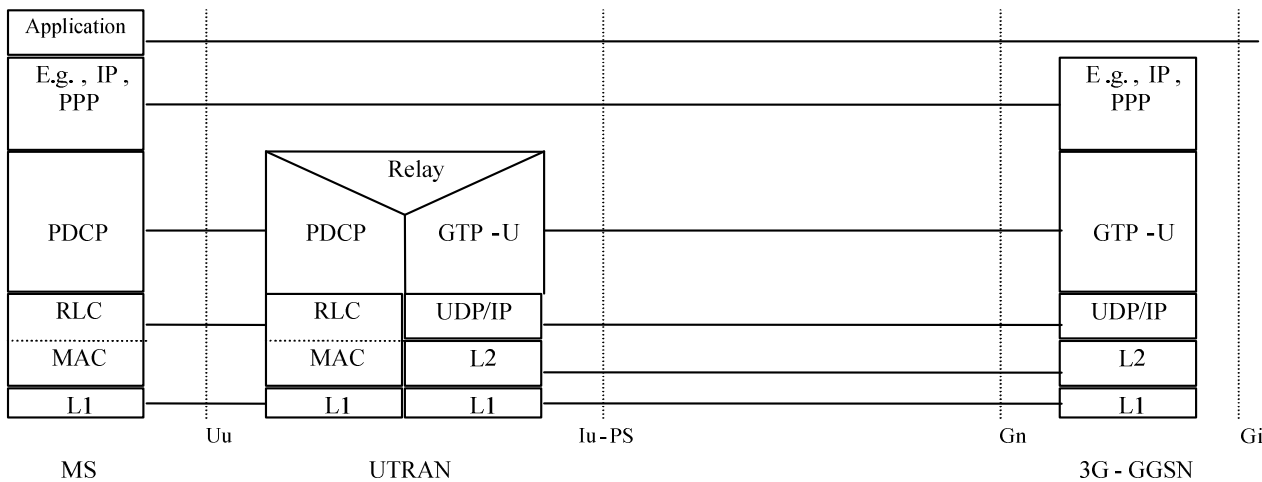 Application
E.g. , IP ,
PPP
E .g. , IP ,
PPP
Relay
PDCP
PDCP
GTP - U
GTP - U
RLC
RLC
UDP/IP
UDP/IP
MAC
MAC
L2
L2
L1
L1
L1
L1
Uu
Iu - PS
Gn
Gi
MS
UTRAN
3G - GGSN